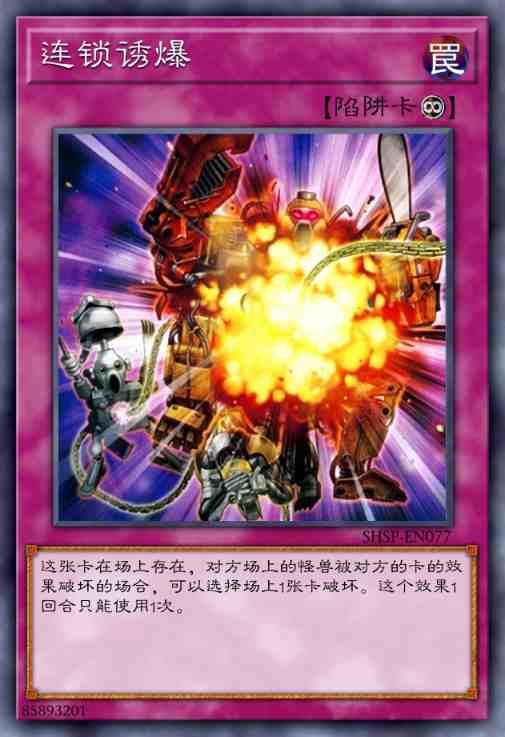 连锁诱爆
罠
【陷阱卡♾】
SHSP-EN077
这张卡在场上存在，对方场上的怪兽被对方的卡的效
果破坏的场合，可以选择场上1张卡破坏。这个效果1
回合只能使用1次。
85893201